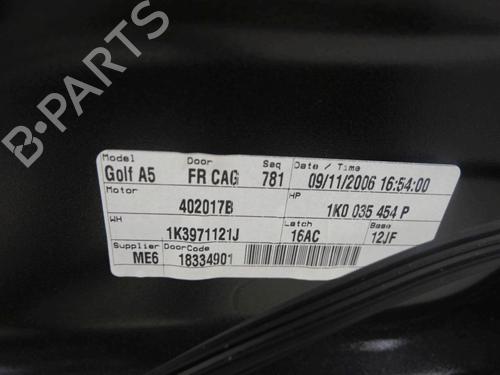 B-PARTS
Model Door Seq Date / Time
Golf A5 FR CAG 781 09/11/2006 16:54:00
Motor HP
402017B 1K0 035 454 P
WH Latch Base
1K3971121J 16AC 12JF
Supplier DoorCode
ME6 18334901